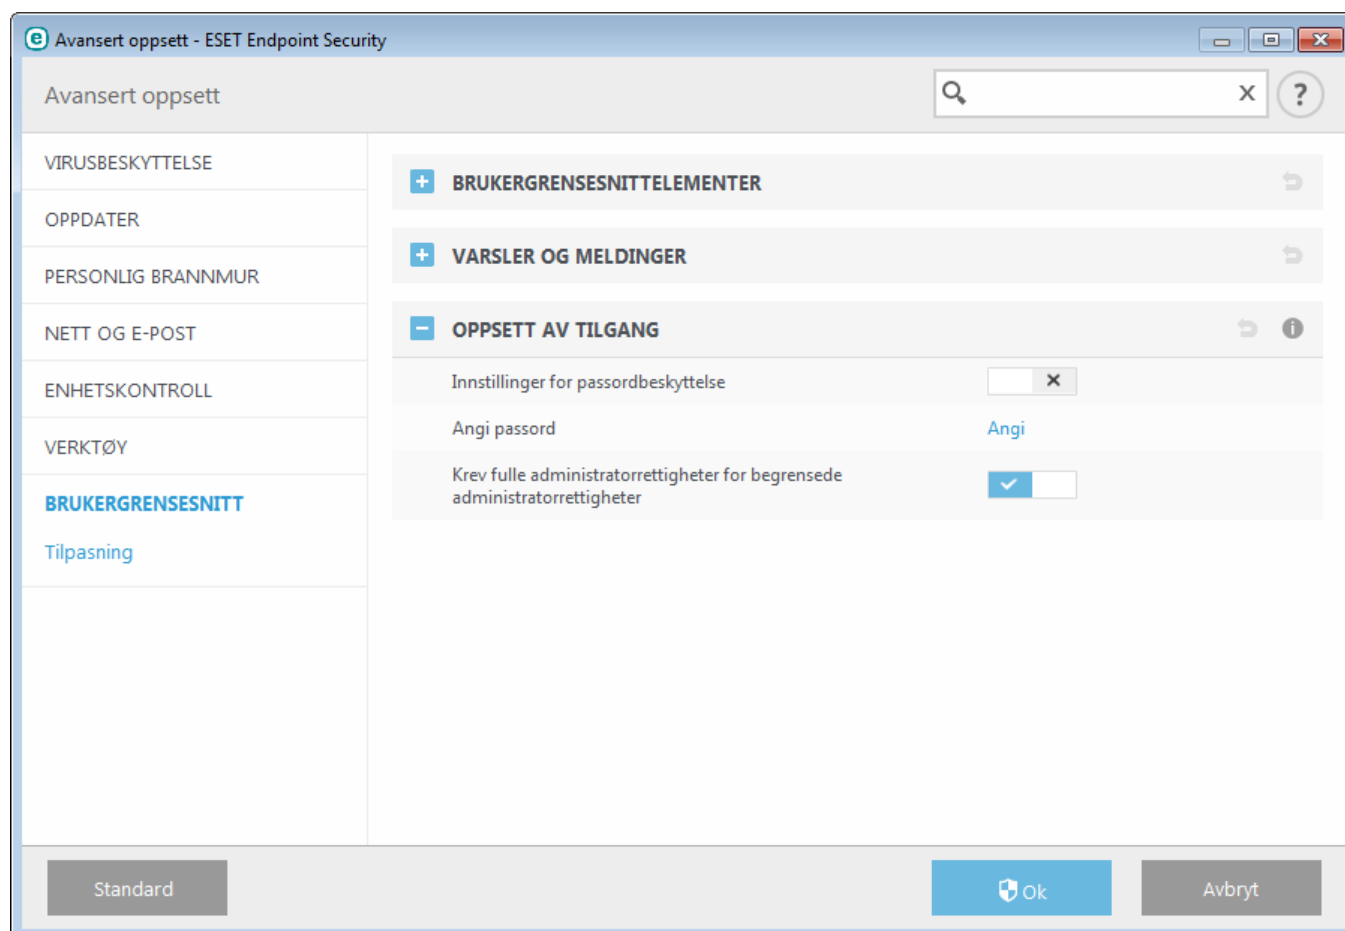 Avansert oppsett - ESET Endpoint Security
Avansert oppsett
VIRUSBESKYTTELSE
OPPDATER
PERSONLIG BRANNMUR
NETT OG E-POST
ENHETSKONTROLL
VERKTØY
BRUKERGRENSESNITT
Tilpasning
BRUKERGRENSESNITTELEMENTER
VARSLER OG MELDINGER
OPPSETT AV TILGANG
Innstillinger for passordbeskyttelse
Angi passord Angi
Krev fulle administratorrettigheter for begrensede
administratorrettigheter
Standard Ok Avbryt